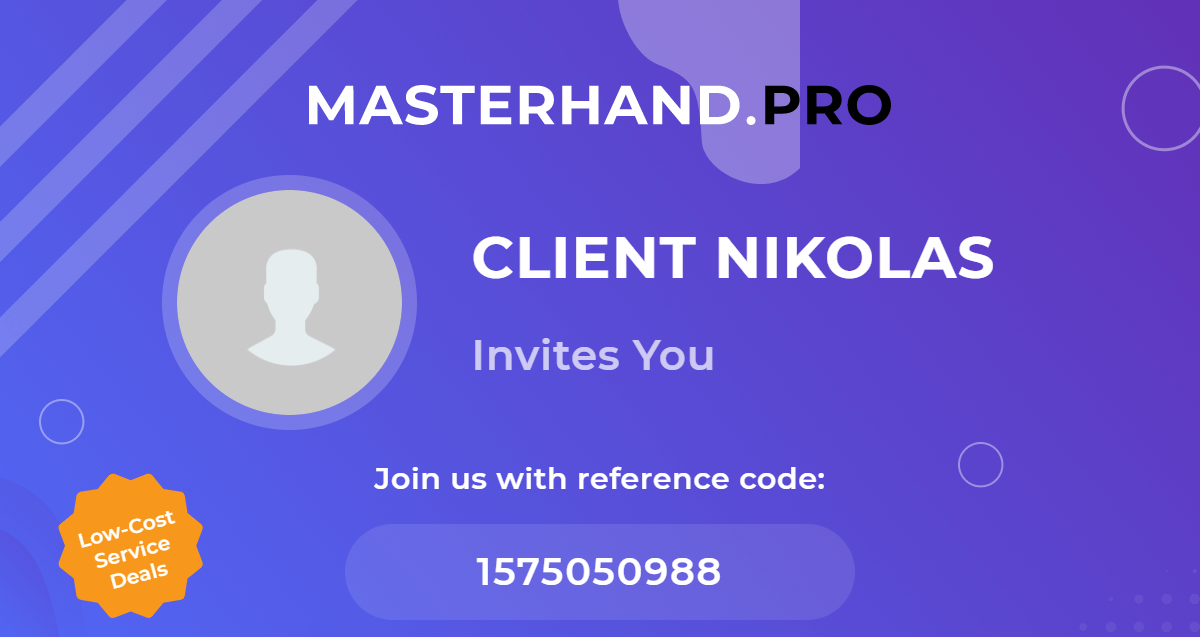 MASTERHAND.PRO
CLIENT NIKOLAS
Invites You
Join us with reference code:
1575050988
Low-Cost
Service
Deals